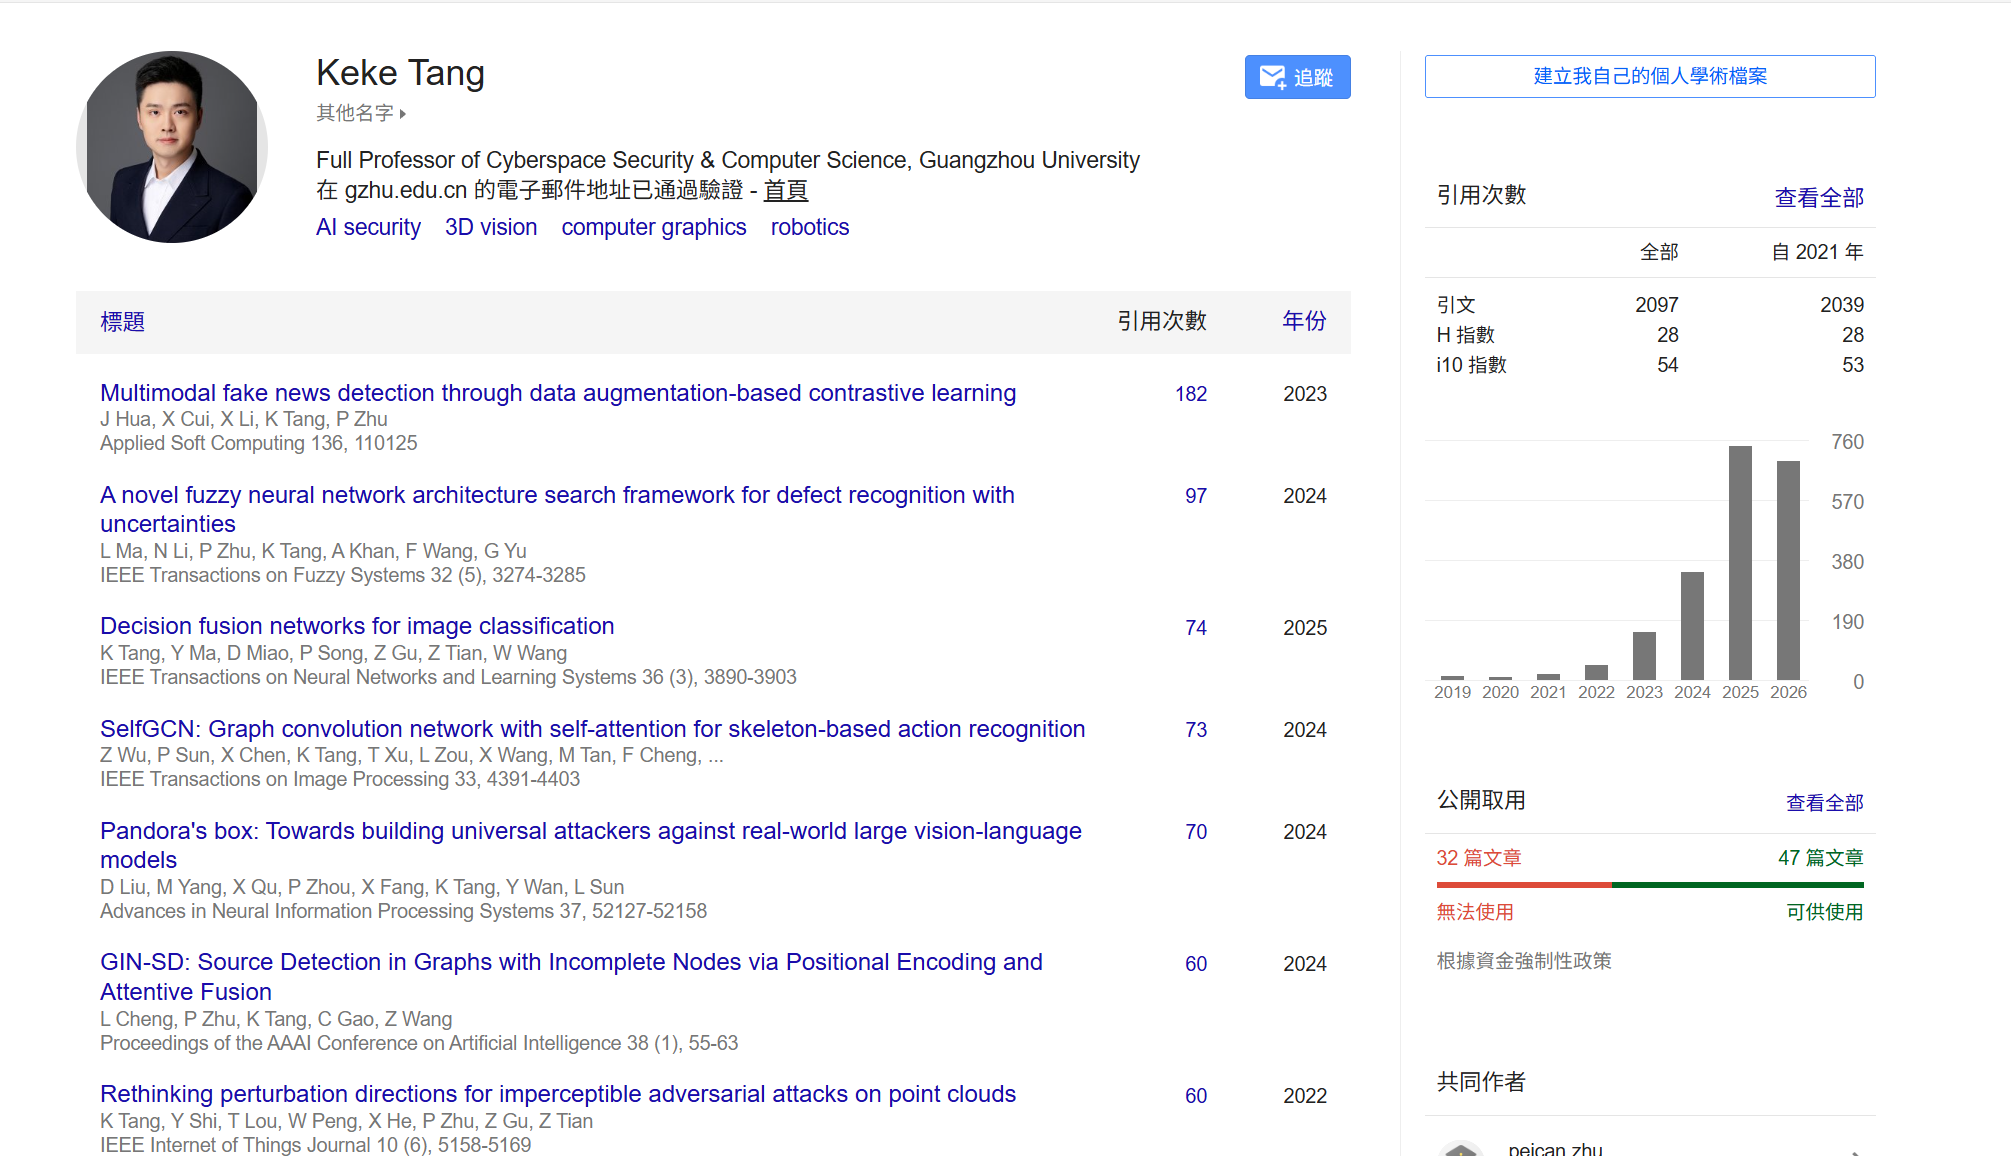 Keke Tang
其他名字
追蹤
Full Professor of Cyberspace Security & Computer Science, Guangzhou University
在 gzhu.edu.cn 的電子郵件地址已通過驗證 - 首頁
AI security 3D vision computer graphics robotics
標題 引用次數 年份
Multimodal fake news detection through data augmentation-based contrastive learning 182 2023
J Hua, X Cui, X Li, K Tang, P Zhu
Applied Soft Computing 136, 110125
A novel fuzzy neural network architecture search framework for defect recognition with 97 2024
uncertainties
L Ma, N Li, P Zhu, K Tang, A Khan, F Wang, G Yu
IEEE Transactions on Fuzzy Systems 32 (5), 3274-3285
Decision fusion networks for image classification 74 2025
K Tang, Y Ma, D Miao, P Song, Z Gu, Z Tian, W Wang
IEEE Transactions on Neural Networks and Learning Systems 36 (3), 3890-3903
SelfGCN: Graph convolution network with self-attention for skeleton-based action recognition 73 2024
Z Wu, P Sun, X Chen, K Tang, T Xu, L Zou, X Wang, M Tan, F Cheng, ...
IEEE Transactions on Image Processing 33, 4391-4403
Pandora's box: Towards building universal attackers against real-world large vision-language 70 2024
models
D Liu, M Yang, X Qu, P Zhou, X Fang, K Tang, Y Wan, L Sun
Advances in Neural Information Processing Systems 37, 52127-52158
GIN-SD: Source Detection in Graphs with Incomplete Nodes via Positional Encoding and 60 2024
Attentive Fusion
L Cheng, P Zhu, K Tang, C Gao, Z Wang
Proceedings of the AAAI Conference on Artificial Intelligence 38 (1), 55-63
Rethinking perturbation directions for imperceptible adversarial attacks on point clouds 60 2022
K Tang, Y Shi, T Lou, W Peng, X He, P Zhu, Z Gu, Z Tian
IEEE Internet of Things Journal 10 (6), 5158-5169
建立我自己的個人學術檔案
引用次數 查看全部
全部 自 2021 年
引文 2097 2039
H 指數 28 28
i10 指數 54 53
760
570
380
190
0
2019 2020 2021 2022 2023 2024 2025 2026
公開取用 查看全部
32 篇文章 47 篇文章
無法使用 可供使用
根據資金強制性政策
共同作者
peican zhu